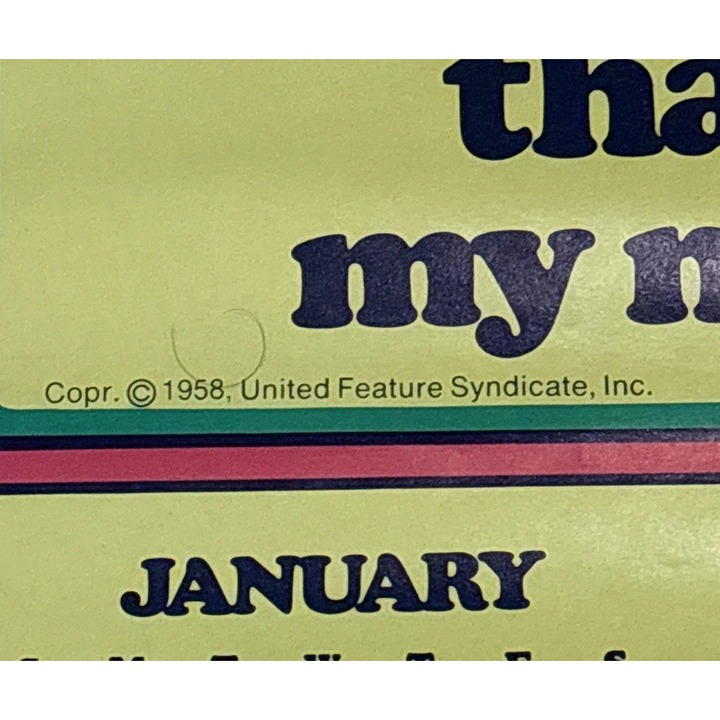 tha
my
Copr. © 1958, United Feature Syndicate, Inc.
JANUARY
S M T W T F S